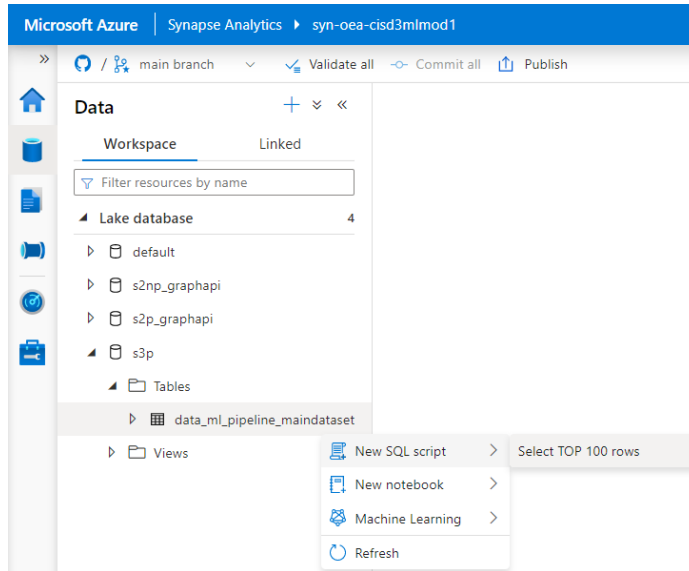 Microsoft Azure Synapse Analytics syn-oea-cisd3mlmod1
/ main branch Validate all Commit all Publish
Data
Workspace Linked
Filter resources by name
Lake database 4
default
s2np_graphapi
s2p_graphapi
s3p
Tables
data_ml_pipeline_maindataset
Views
New SQL script Select TOP 100 rows
New notebook
Machine Learning
Refresh